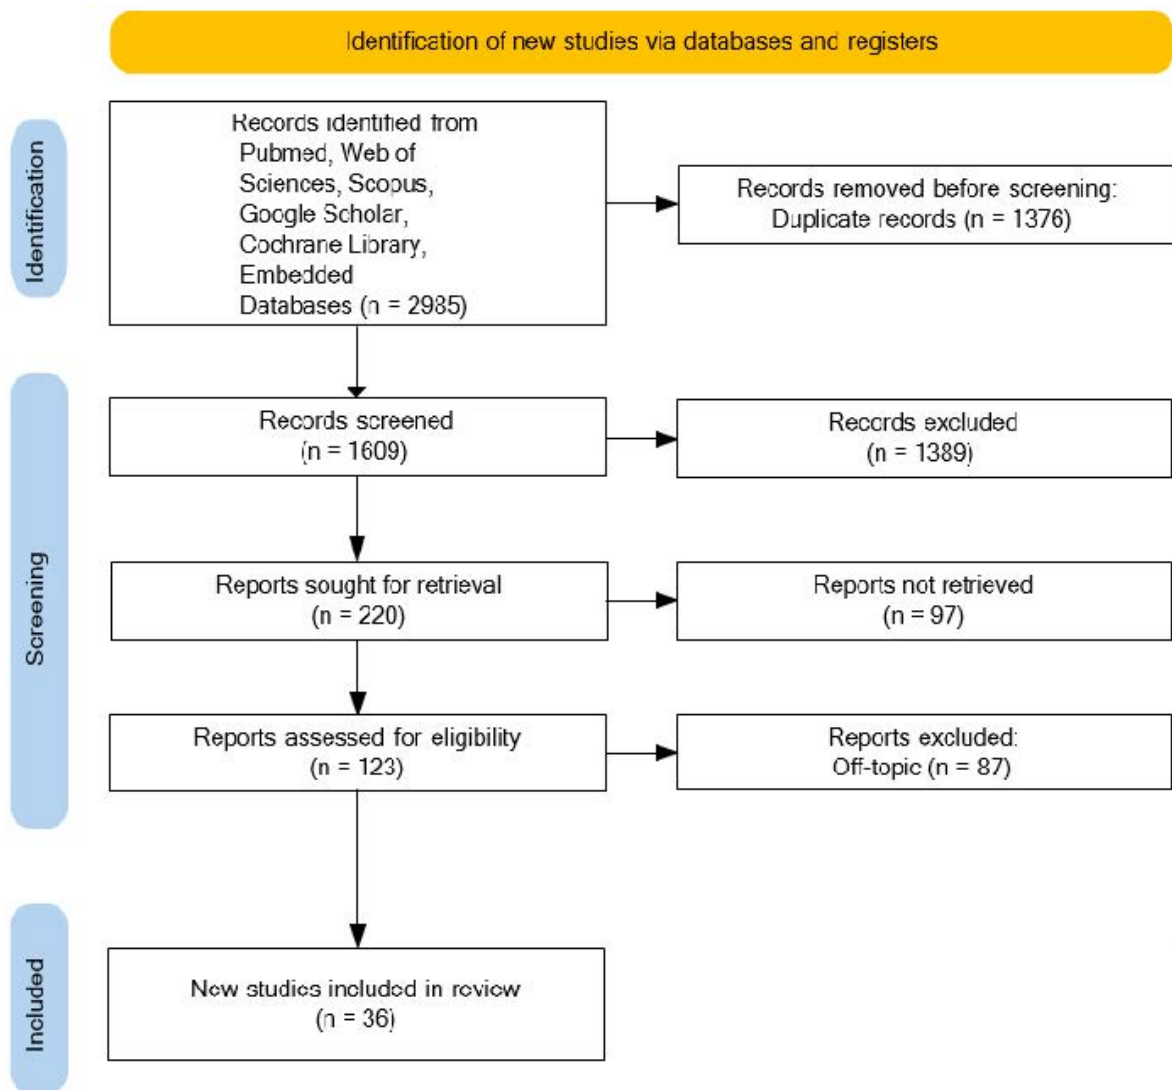 Identification of new studies via databases and registers
Identification
Records identified from
Pubmed, Web of
Sciences, Scopus,
Google Scholar,
Cochrane Library,
Embedded
Databases (n = 2985)
Records removed before screening:
Duplicate records (n = 1376)
Screening
Records screened
(n = 1609)
Records excluded
(n = 1389)
Reports sought for retrieval
(n = 220)
Reports not retrieved
(n = 97)
Reports assessed for eligibility
(n = 123)
Reports excluded:
Off-topic (n = 87)
Included
New studies included in review
(n = 36)